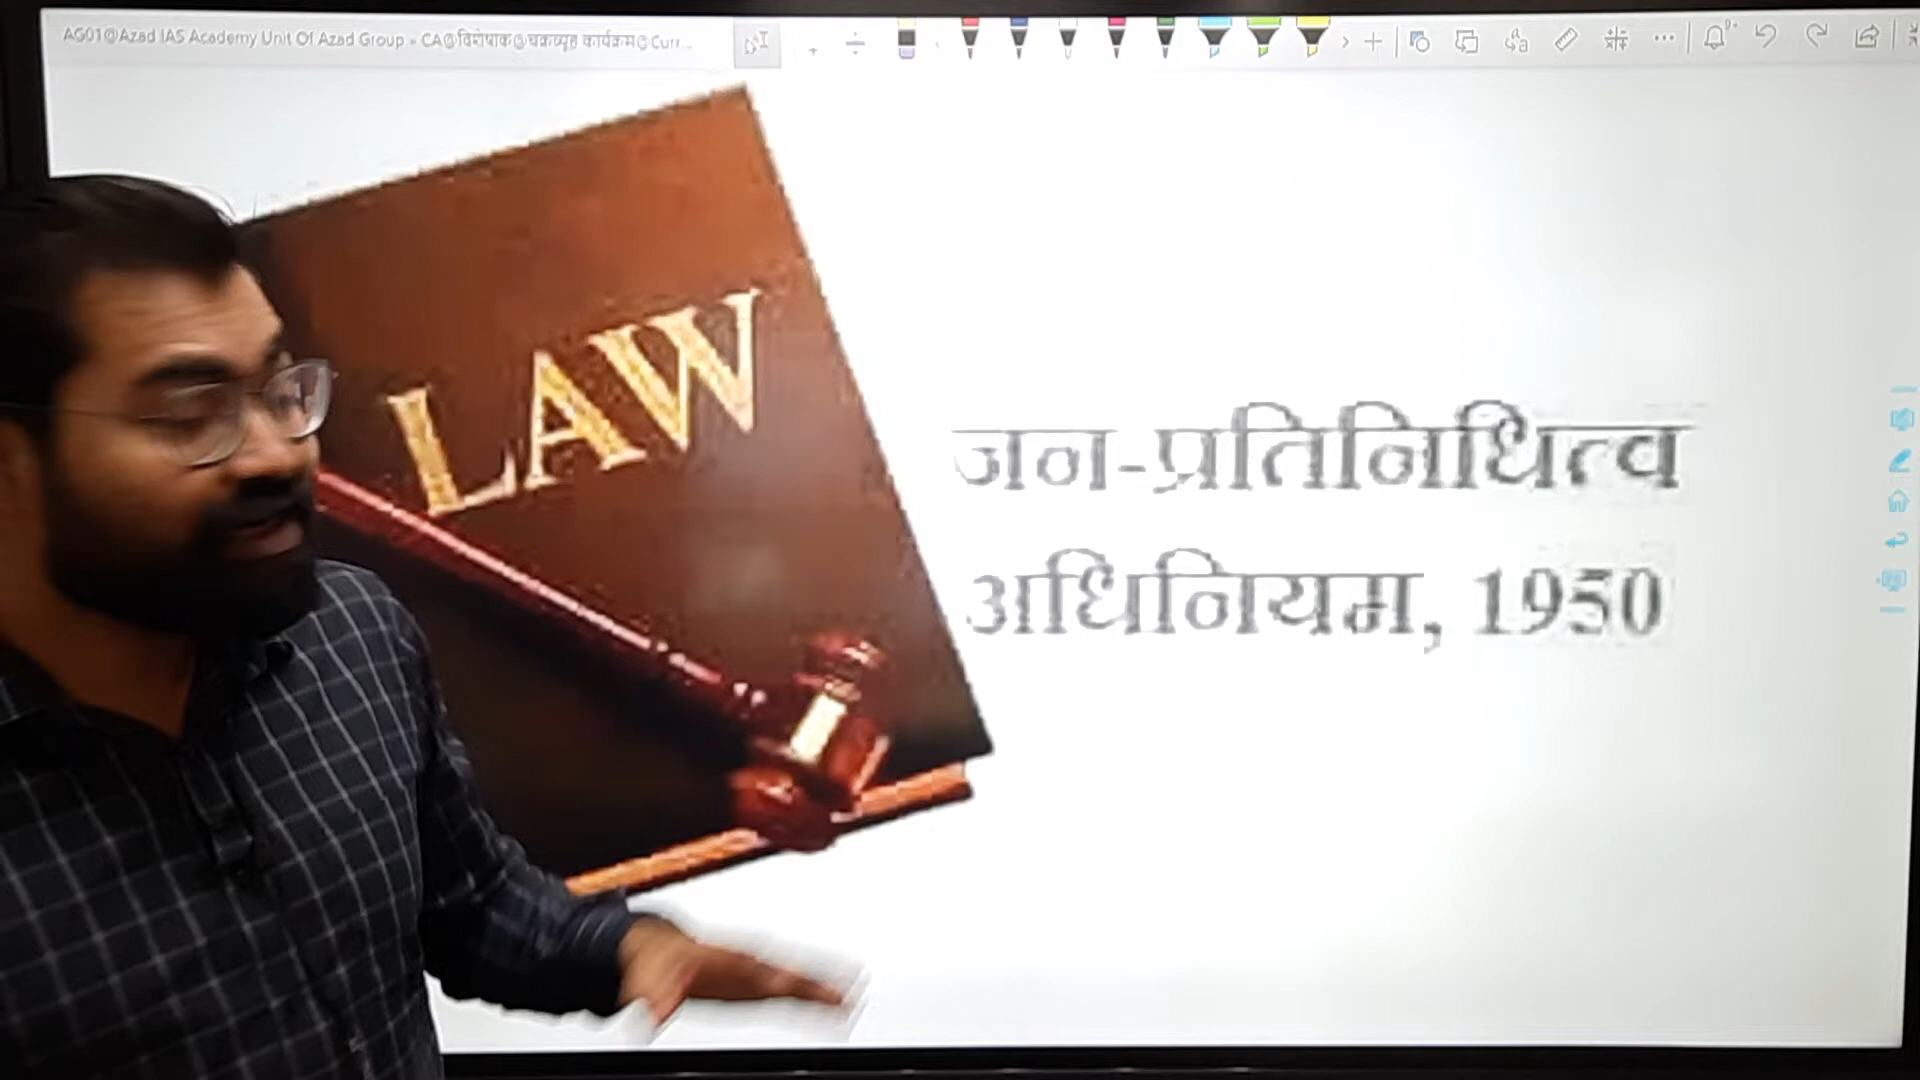 AG01@Azad IAS Academy Unit Of Azad Group - CA@विशेषांक@चक्रव्यूह कार्यक्रम@Curr...
LAW
जन-प्रतिनिधित्व
अधिनियम, 1950